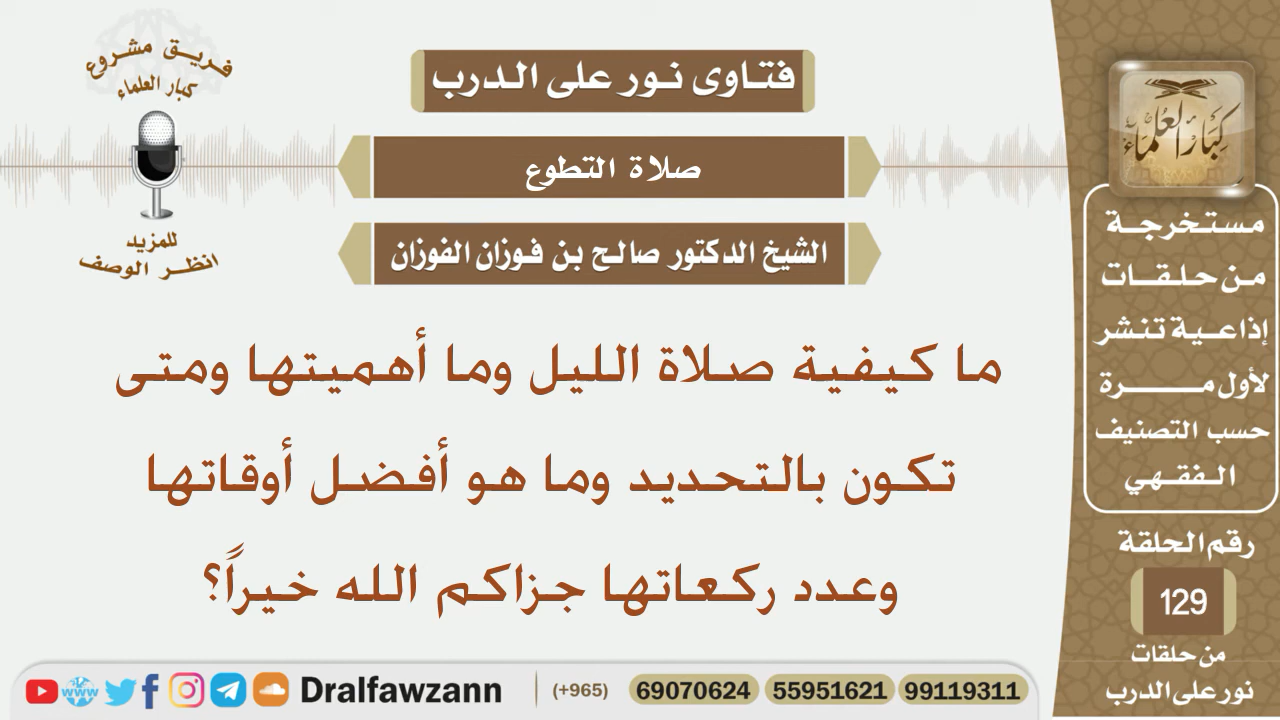 فتاوى نور على الدرب
صلاة التطوع
الشيخ الدكتور صالح بن فوزان الفوزان
ما كيفية صلاة الليل وما أهميتها ومتى
تكون بالتحديد وما هو أفضل أوقاتها
وعدد ركعاتها جزاكم الله خيراً؟
كبار العلماء
مستخرجة
من حلقات
إذاعية تنشر
لأول مرة
حسب التصنيف
الفقهي
رقم الحلقة
129
من حلقات
نور على الدرب
فريق مشروع
كبار العلماء
للمزيد
انظر الوصف
www
Dralfawzann
(+965)
69070624
55951621
99119311